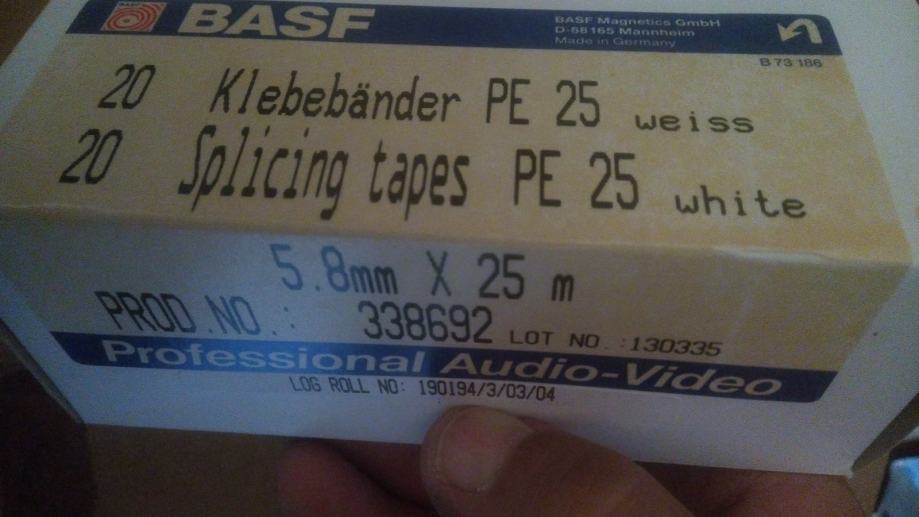 BASF
BASF Magnetics GmbH
D-68165 Mannheim
Made in Germany
B 73 186
20 Klebebänder PE 25 weiss
20 Splicing tapes PE 25 white
5.8mm X 25 m
PROD.NO.: 338692 LOT NO.:130335
Professional Audio-Video
LOG ROLL NO: 190194/3/03/04